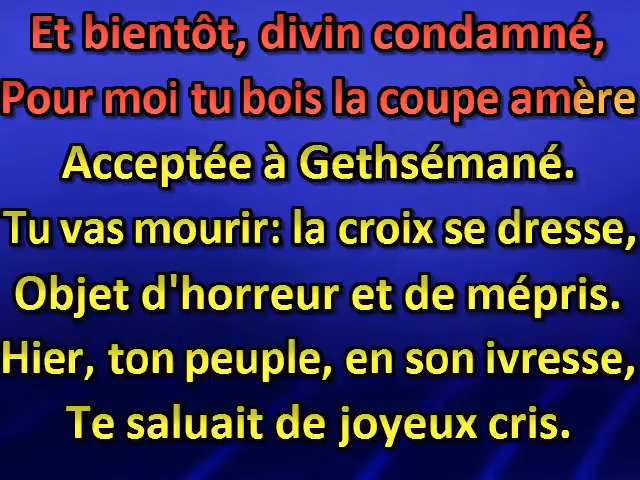 Et bientôt, divin condamné,
Pour moi tu bois la coupe amère
Acceptée à Gethsémané.
Tu vas mourir: la croix se dresse,
Objet d'horreur et de mépris.
Hier, ton peuple, en son ivresse,
Te saluait de joyeux cris.